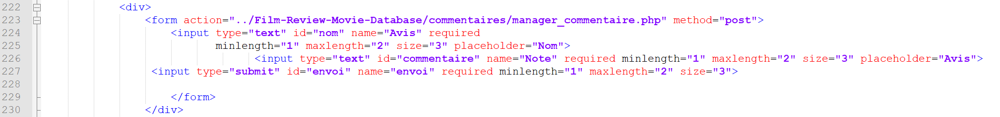 222 <div>
223 <form action="../Film-Review-Movie-Database/commentaires/manager_commentaire.php" method="post">
224 <input type="text" id="nom" name="Avis" required
225 minlength="1" maxlength="2" size="3" placeholder="Nom">
226 <input type="text" id="commentaire" name="Note" required minlength="1" maxlength="2" size="3" placeholder="Avis">
227 <input type="submit" id="envoi" name="envoi" required minlength="1" maxlength="2" size="3">
228
229 </form>
230 </div>